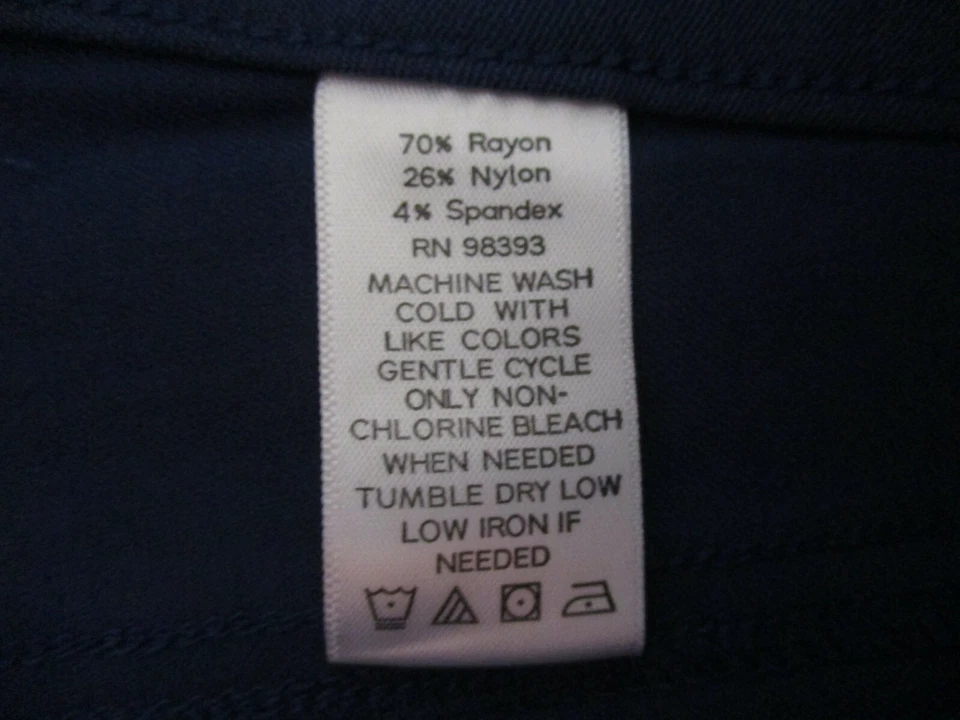 70% Rayon
26% Nylon
4% Spandex
RN 98393
MACHINE WASH
COLD WITH
LIKE COLORS
GENTLE CYCLE
ONLY NON-
CHLORINE BLEACH
WHEN NEEDED
TUMBLE DRY LOW
LOW IRON IF
NEEDED